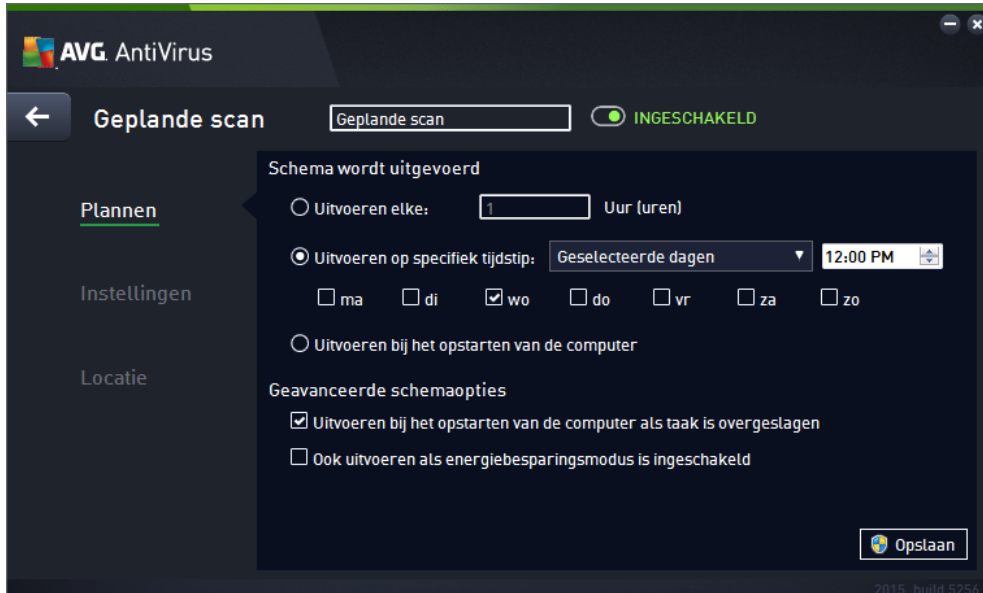 AVG. AntiVirus
Geplande scan
Geplande scan
INGESCHAKELD
Plannen
Instellingen
Locatie
Schema wordt uitgevoerd
Uitvoeren elke: 1 Uur (uren)
Uitvoeren op specifiek tijdstip: Geselecteerde dagen 12:00 PM
ma di wo do vr za zo
Uitvoeren bij het opstarten van de computer
Geavanceerde schemaopties
Uitvoeren bij het opstarten van de computer als taak is overgeslagen
Ook uitvoeren als energiebesparingsmodus is ingeschakeld
Opslaan
2015, build 5256